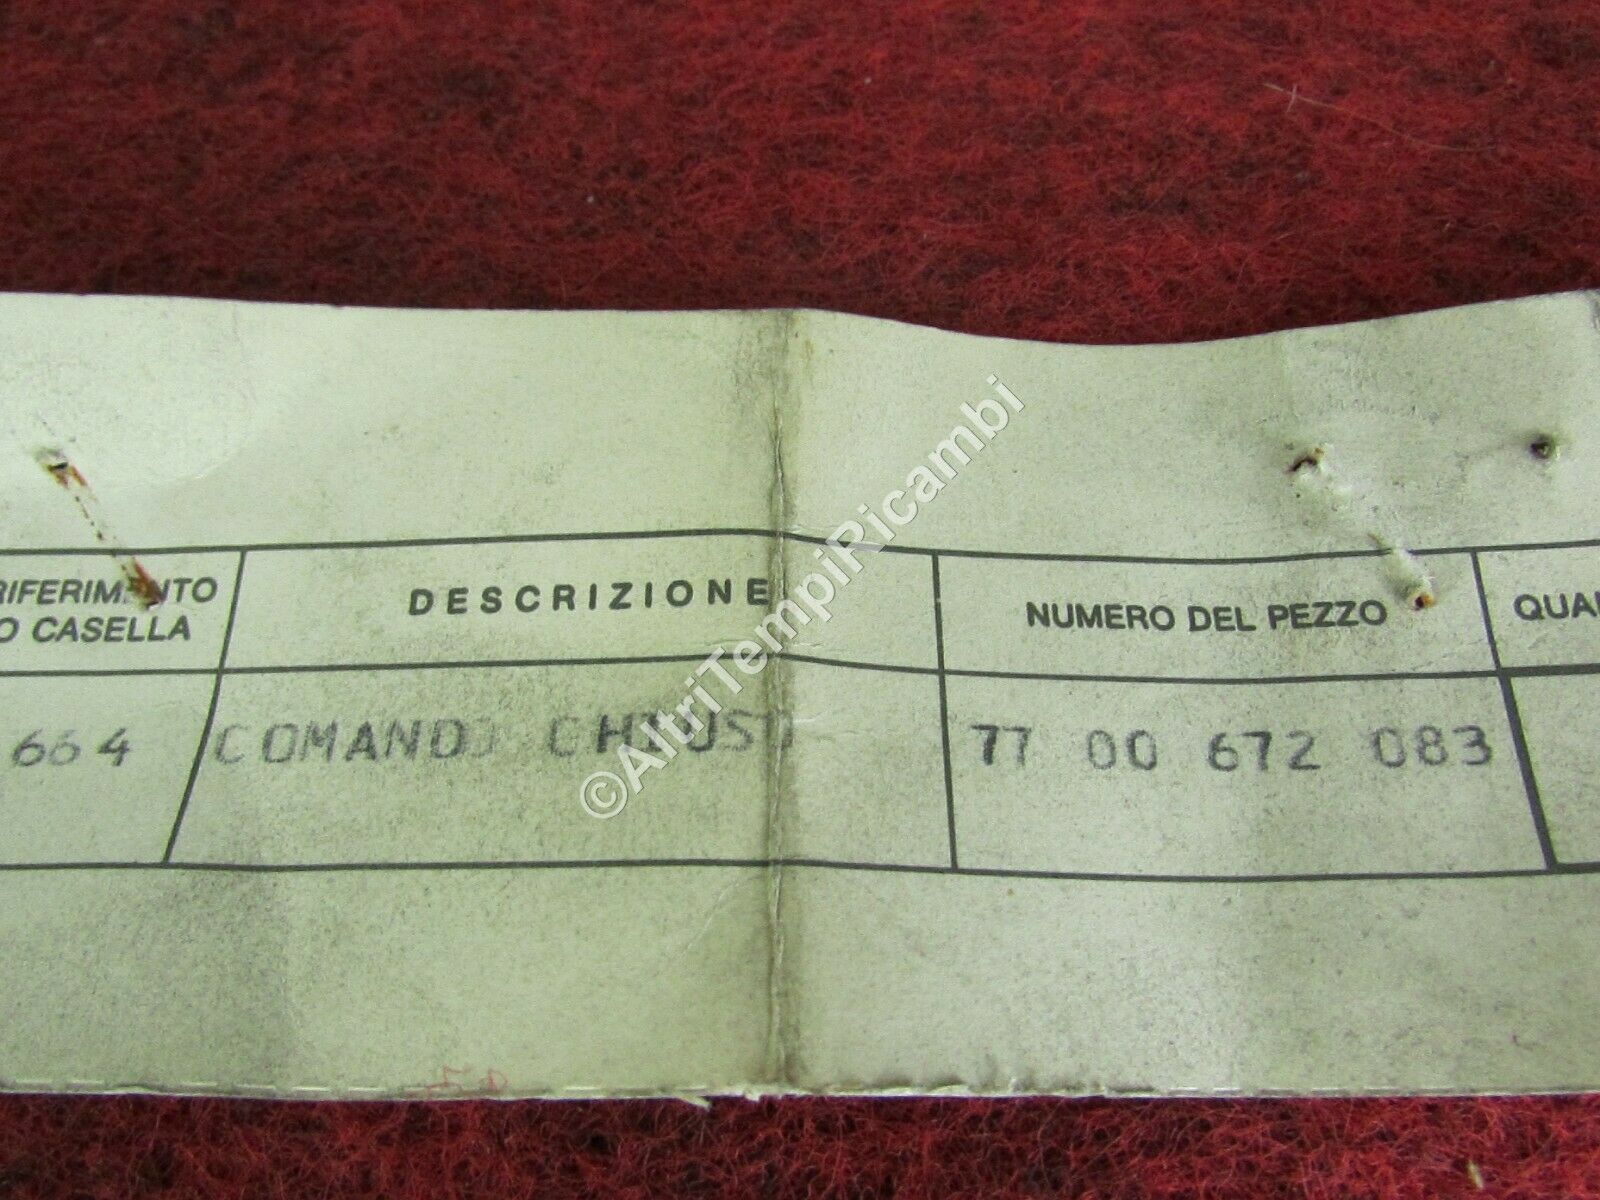 RIFERIMENTO
O CASELLA
DESCRIZIONE
NUMERO DEL PEZZO
664
COMANDO CHIUSO
77 00 672 083
©AltriTempiRicambi